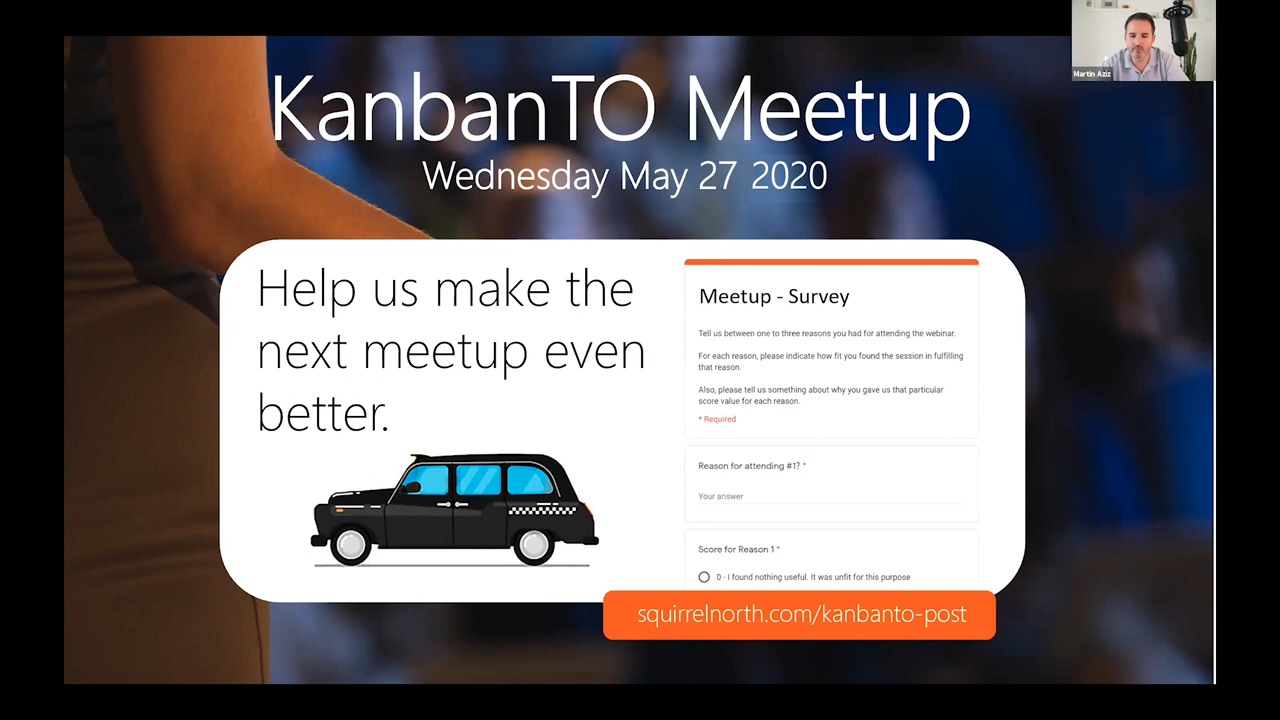 Martin Aziz
KanbanTO Meetup
Wednesday May 27 2020
Help us make the
next meetup even
better.
Meetup - Survey
Tell us between one to three reasons you had for attending the webinar.
For each reason, please indicate how fit you found the session in fulfilling
that reason.
Also, please tell us something about why you gave us that particular
score value for each reason.
* Required
Reason for attending #1? *
Your answer
Score for Reason 1 *
0 - I found nothing useful. It was unfit for this purpose
squirrelnorth.com/kanbanto-post